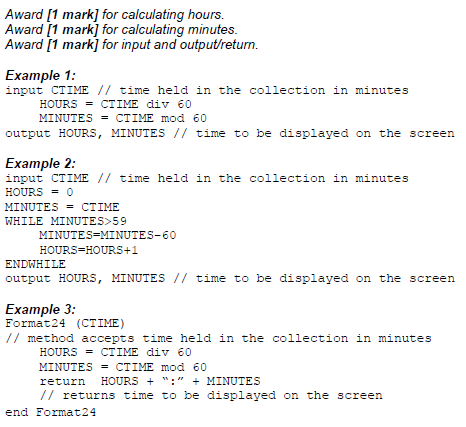 Award [1 mark] for calculating hours.
Award [1 mark] for calculating minutes.
Award [1 mark] for input and output/return.
Example 1:
input CTIME // time held in the collection in minutes
HOURS = CTIME div 60
MINUTES = CTIME mod 60
output HOURS, MINUTES // time to be displayed on the screen
Example 2:
input CTIME // time held in the collection in minutes
HOURS = 0
MINUTES = CTIME
WHILE MINUTES>59
MINUTES=MINUTES-60
HOURS=HOURS+1
ENDWHILE
output HOURS, MINUTES // time to be displayed on the screen
Example 3:
Format24 (CTIME)
// method accepts time held in the collection in minutes
HOURS = CTIME div 60
MINUTES = CTIME mod 60
return HOURS + “:” + MINUTES
// returns time to be displayed on the screen
end Format24